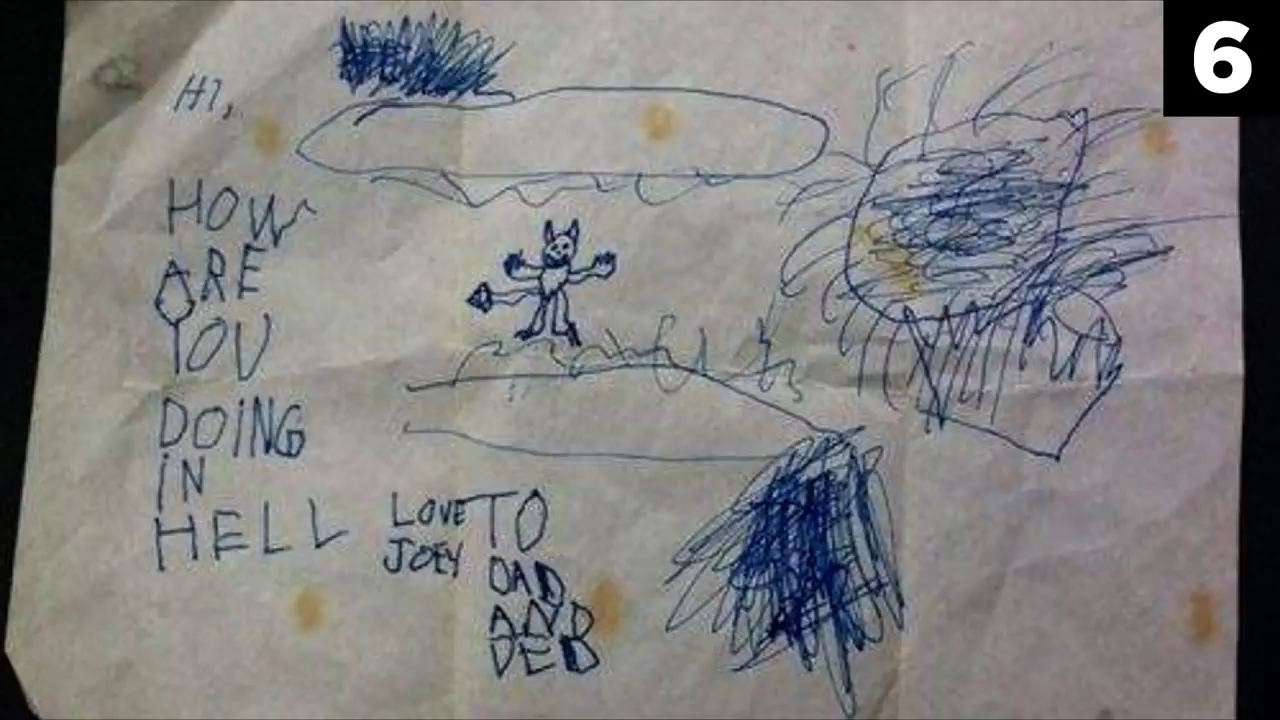 6
HI,
HOW
ARE
YOU
DOING
IN
HELL
LOVE
JOEY
TO
DAD
AND
DEB